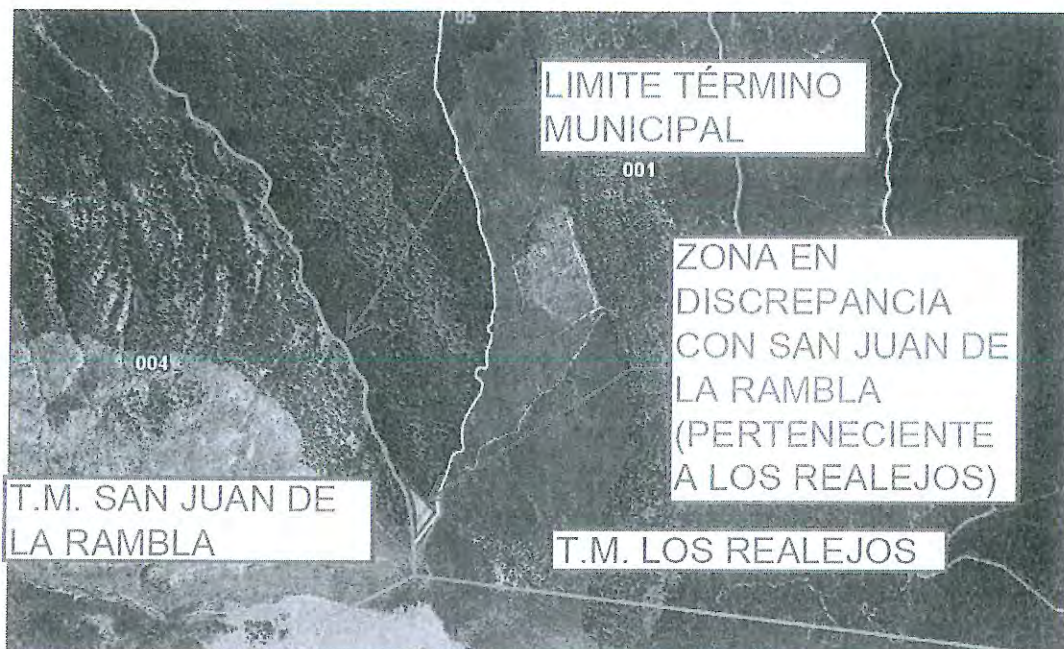 05
LIMITE TÉRMINO
MUNICIPAL
001
ZONA EN
DISCREPANCIA
CON SAN JUAN DE
LA RAMBLA
(PERTENECIENTE
A LOS REALEJOS)
004
T.M. SAN JUAN DE
LA RAMBLA
T.M. LOS REALEJOS